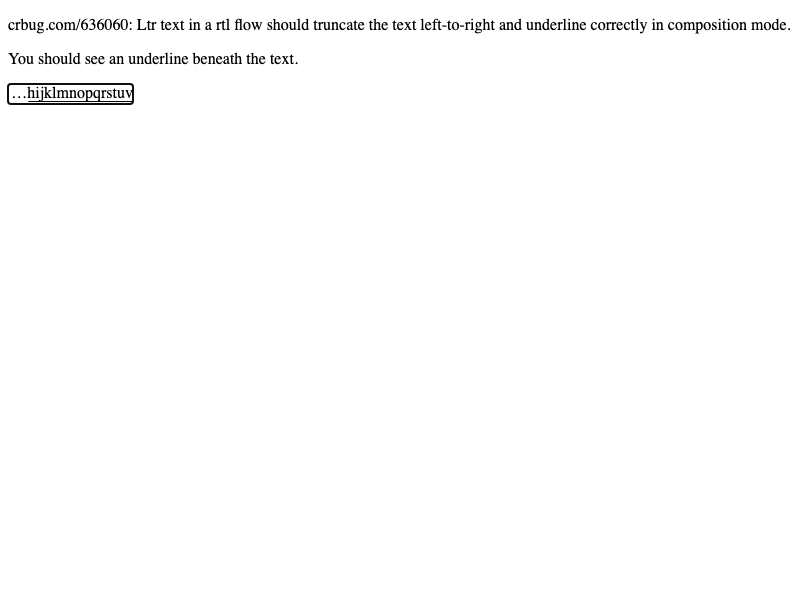 crbug.com/636060: Ltr text in a rtl flow should truncate the text left-to-right and underline correctly in composition mode.
You should see an underline beneath the text.
…hijklmnopqrstuv